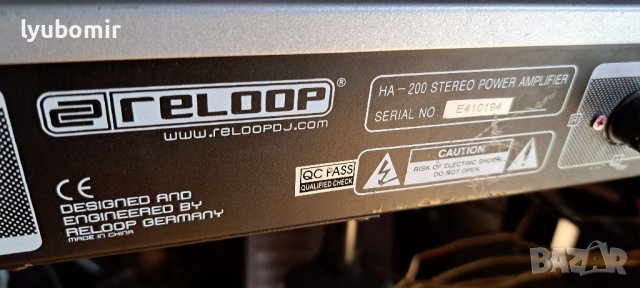 lyubomir
RELOOP®
www.RELOOPDJ.com
HA-200 STEREO POWER AMPLIFIER
SERIAL NO: E410194
QC PASS
QUALIFIED CHECK
CAUTION
RISK OF ELECTRIC SHOCK
DO NOT OPEN
CE
DESIGNED AND
ENGINEERED BY
RELOOP GERMANY
MADE IN CHINA
BAZAR